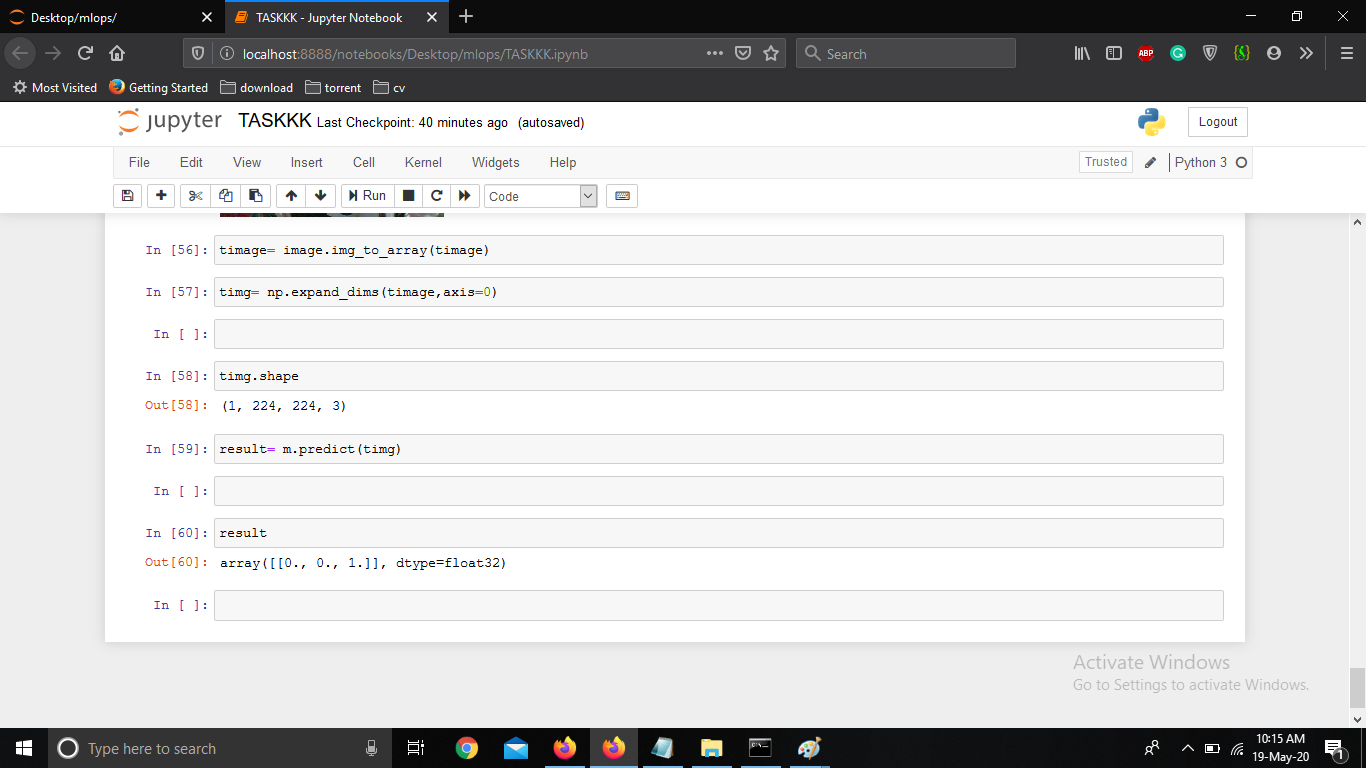 Desktop/mlops/
TASKKK - Jupyter Notebook
localhost:8888/notebooks/Desktop/mlops/TASKKK.ipynb
Search
ABP
Most Visited
Getting Started
download
torrent
cv
jupyter
TASKKK Last Checkpoint: 40 minutes ago (autosaved)
Logout
File Edit View Insert Cell Kernel Widgets Help
Trusted
Python 3
Run
Code
In [56]: timage= image.img_to_array(timage)
In [57]: timg= np.expand_dims(timage,axis=0)
In [ ]:
In [58]: timg.shape
Out[58]: (1, 224, 224, 3)
In [59]: result= m.predict(timg)
In [ ]:
In [60]: result
Out[60]: array([[0., 0., 1.]], dtype=float32)
In [ ]:
Activate Windows
Go to Settings to activate Windows.
Type here to search
10:15 AM
19-May-20
1